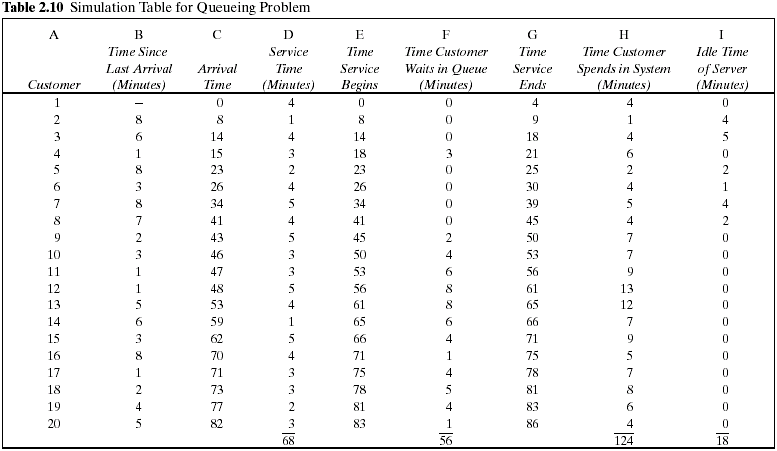 Table 2.10 Simulation Table for Queueing Problem
A B C D E F G H I
Time Since Service Time Time Customer Time Time Customer Idle Time
Last Arrival Arrival Time Service Waits in Queue Service Spends in System of Server
Customer (Minutes) Time (Minutes) Begins (Minutes) Ends (Minutes) (Minutes)
1 – 0 4 0 0 4 4 0
2 8 8 1 8 0 9 1 4
3 6 14 4 14 0 18 4 5
4 1 15 3 18 3 21 6 0
5 8 23 2 23 0 25 2 2
6 3 26 4 26 0 30 4 1
7 8 34 5 34 0 39 5 4
8 7 41 4 41 0 45 4 2
9 2 43 5 45 2 50 7 0
10 3 46 3 50 4 53 7 0
11 1 47 3 53 6 56 9 0
12 1 48 5 56 8 61 13 0
13 5 53 4 61 8 65 12 0
14 6 59 1 65 6 66 7 0
15 3 62 5 66 4 71 9 0
16 8 70 4 71 1 75 5 0
17 1 71 3 75 4 78 7 0
18 2 73 3 78 5 81 8 0
19 4 77 2 81 4 83 6 0
20 5 82 3 83 1 86 4 0
68 56 124 18